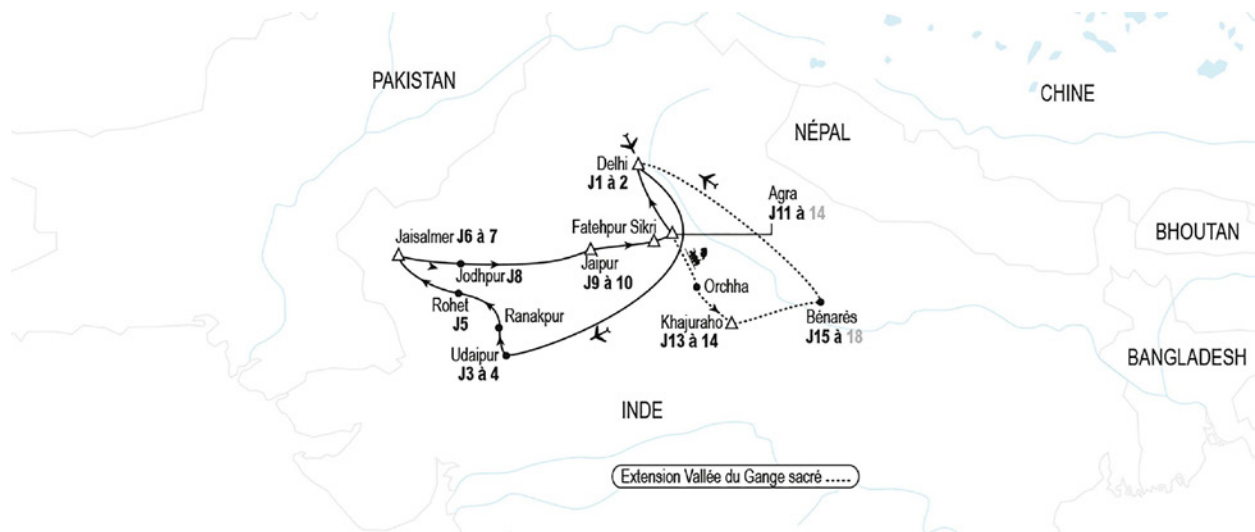 PAKISTAN
CHINE
NÉPAL
Delhi
J1 à 2
Agra
J11 à 14
Fatehpur Sikri
Jaisalmer J6 à 7
BHOUTAN
Jodhpur J8
Jaipur
J9 à 10
Orchha
Rohet
J5
Ranakpur
Khajuraho
J13 à 14
Bénarès
J15 à 18
Udaipur
J3 à 4
BANGLADESH
INDE
Extension Vallée du Gange sacré .....